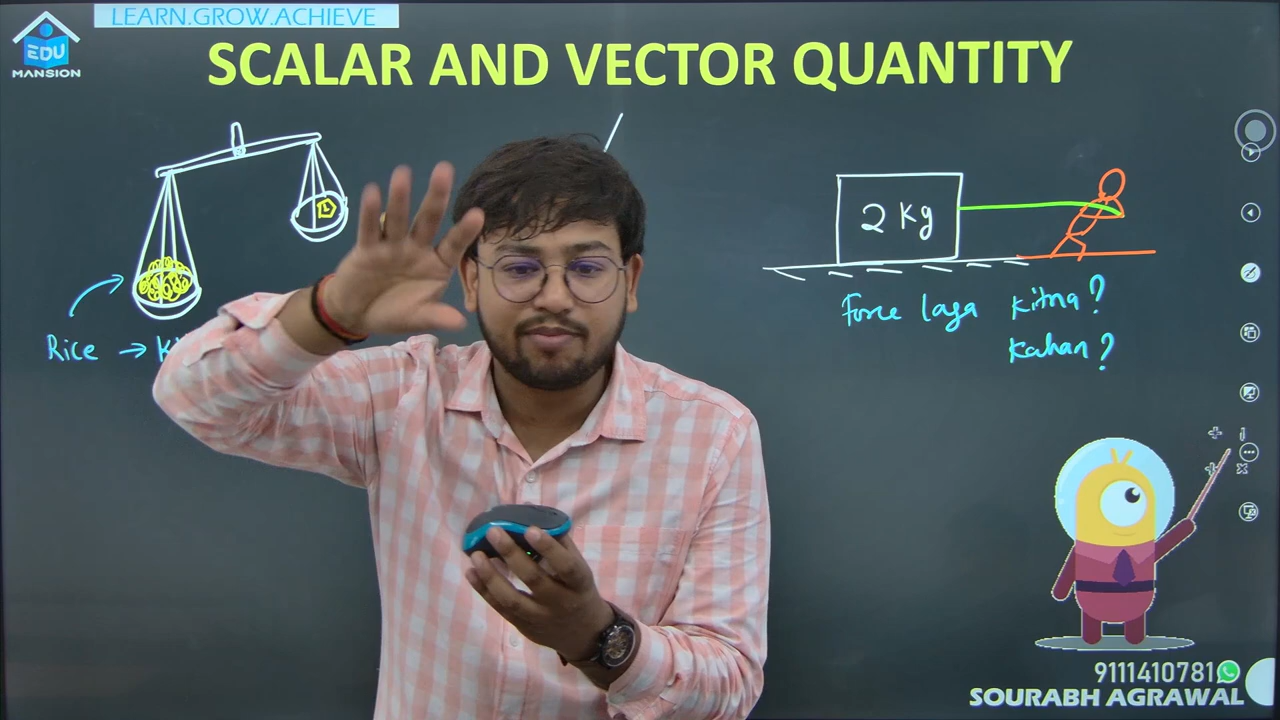 LEARN.GROW.ACHIEVE
EDU
MANSION
SCALAR AND VECTOR QUANTITY
2 Kg
Force laga Kitna?
Kahan?
Rice →
9111410781
SOURABH AGRAWAL